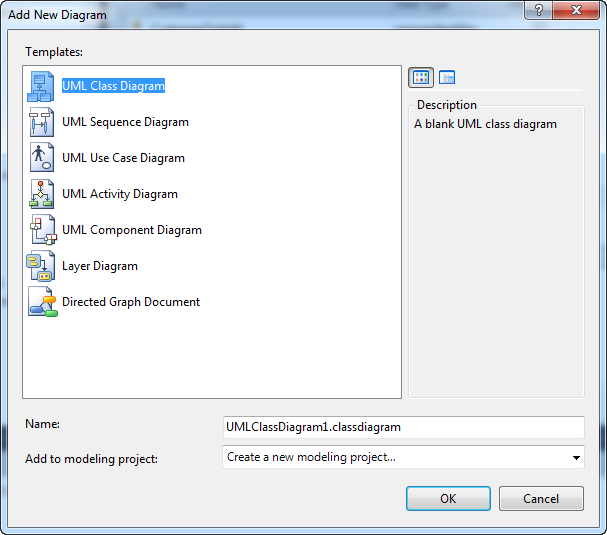 Add New Diagram
Templates:
UML Class Diagram
UML Sequence Diagram
UML Use Case Diagram
UML Activity Diagram
UML Component Diagram
Layer Diagram
Directed Graph Document
Description
A blank UML class diagram
Name:
UMLClassDiagram1.classdiagram
Add to modeling project:
Create a new modeling project...
OK
Cancel